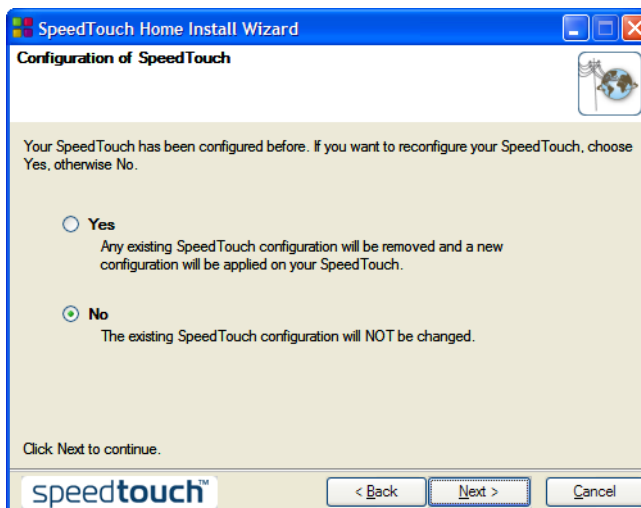 SpeedTouch Home Install Wizard
Configuration of SpeedTouch
Your SpeedTouch has been configured before. If you want to reconfigure your SpeedTouch, choose
Yes, otherwise No.
Yes
Any existing SpeedTouch configuration will be removed and a new
configuration will be applied on your SpeedTouch.
No
The existing SpeedTouch configuration will NOT be changed.
Click Next to continue.
speedtouch™
< Back
Next >
Cancel